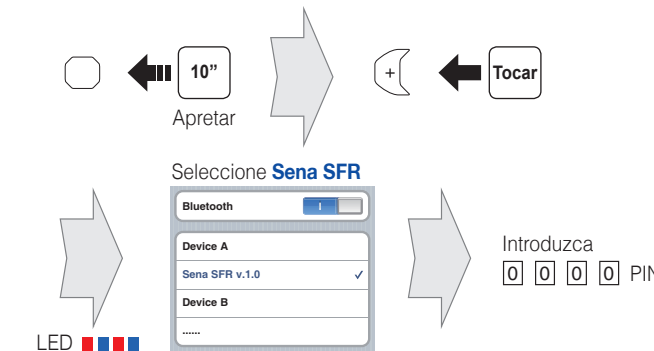 10”
Apretar
+
Tocar
LED
Seleccione Sena SFR
Bluetooth
I
Device A
Sena SFR v.1.0 ✓
Device B
......
Introduzca
0 0 0 0 PIN